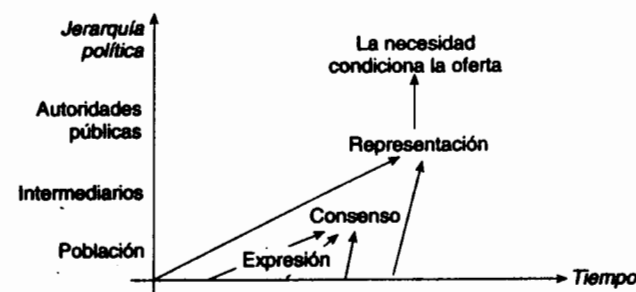 Jerarquía
política
La necesidad
condiciona la oferta
Autoridades
públicas
Representación
Intermediarios
Consenso
Población
Expresión
Tiempo